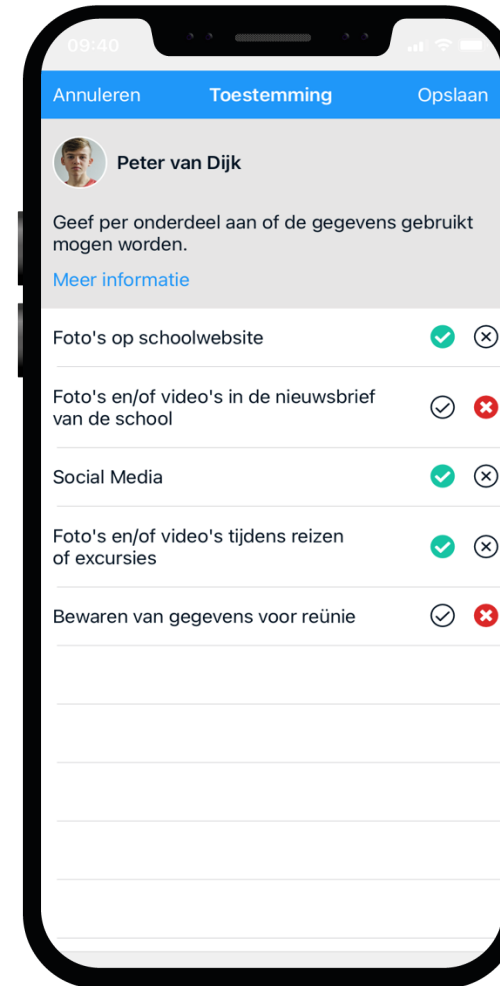 09:40
Annuleren Toestemming Opslaan
Peter van Dijk
Geef per onderdeel aan of de gegevens gebruikt
mogen worden.
Meer informatie
Foto's op schoolwebsite
Foto's en/of video's in de nieuwsbrief
van de school
Social Media
Foto's en/of video's tijdens reizen
of excursies
Bewaren van gegevens voor reünie